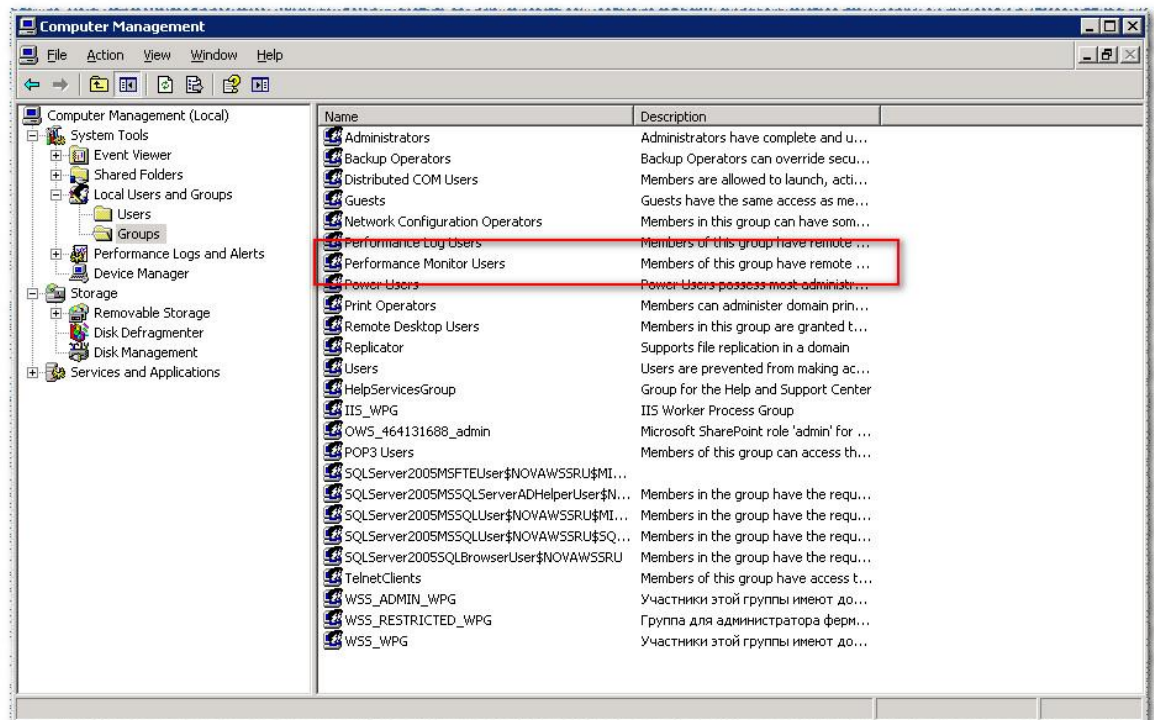 Computer Management
File Action View Window Help
Computer Management (Local)
System Tools
Event Viewer
Shared Folders
Local Users and Groups
Users
Groups
Performance Logs and Alerts
Device Manager
Storage
Removable Storage
Disk Defragmenter
Disk Management
Services and Applications
Name Description
Administrators Administrators have complete and u...
Backup Operators Backup Operators can override secu...
Distributed COM Users Members are allowed to launch, acti...
Guests Guests have the same access as me...
Network Configuration Operators Members in this group can have som...
Performance Log Users Members of this group have remote ...
Performance Monitor Users Members of this group have remote ...
Power Users Power Users possess most administr...
Print Operators Members can administer domain prin...
Remote Desktop Users Members in this group are granted t...
Replicator Supports file replication in a domain
Users Users are prevented from making ac...
HelpServicesGroup Group for the Help and Support Center
IIS_WPG IIS Worker Process Group
OWS_464131688_admin Microsoft SharePoint role 'admin' for ...
POP3 Users Members of this group can access th...
SQLServer2005MSFTEUser$NOVAWSSRU$MI...
SQLServer2005MSSQLServerADHelperUser$N... Members in the group have the requ...
SQLServer2005MSSQLUser$NOVAWSSRU$MI... Members in the group have the requ...
SQLServer2005MSSQLUser$NOVAWSSRU$SQ... Members in the group have the requ...
SQLServer2005SQLBrowserUser$NOVAWSSRU Members in the group have the requ...
TelnetClients Members of this group have access t...
WSS_ADMIN_WPG Участники этой группы имеют до...
WSS_RESTRICTED_WPG Группа для администратора ферм...
WSS_WPG Участники этой группы имеют до...